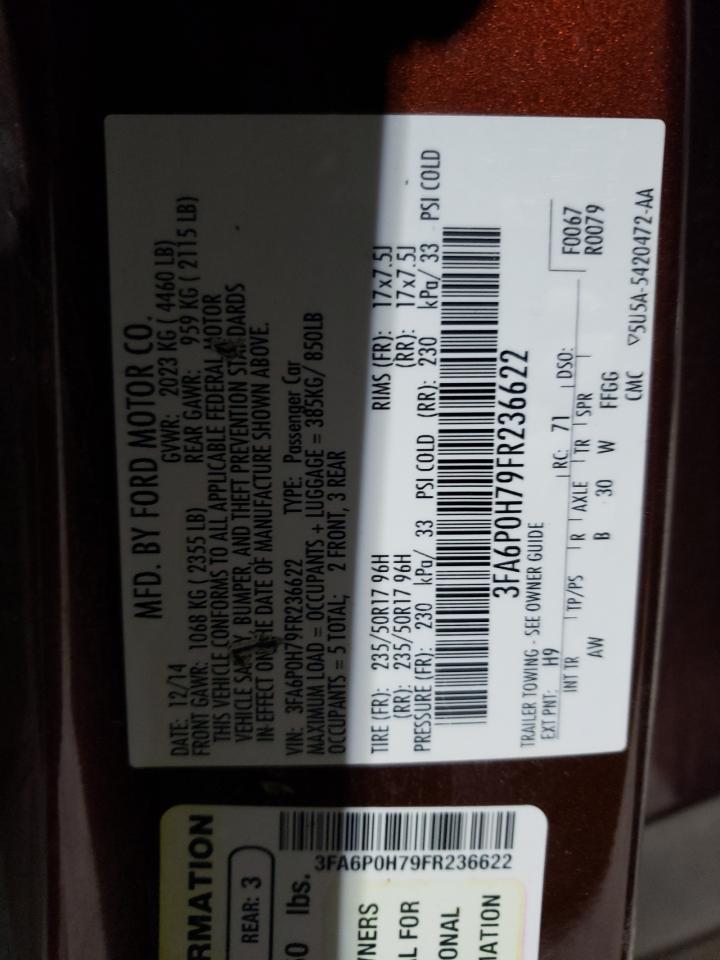 MFD. BY FORD MOTOR CO.
DATE: 12/14 GVWR: 2023 KG ( 4460 LB)
FRONT GAWR: 1068 KG ( 2355 LB) REAR GAWR: 959 KG ( 2115 LB)
THIS VEHICLE CONFORMS TO ALL APPLICABLE FEDERAL MOTOR
VEHICLE SAFETY, BUMPER, AND THEFT PREVENTION STANDARDS
IN EFFECT ON THE DATE OF MANUFACTURE SHOWN ABOVE.
VIN: 3FA6P0H79FR236622 TYPE: Passenger Car
MAXIMUM LOAD = OCCUPANTS + LUGGAGE = 385KG/ 850LB
OCCUPANTS = 5 TOTAL; 2 FRONT, 3 REAR
TIRE (FR): 235/50R17 96H RIMS (FR): 17x7.5J
(RR): 235/50R17 96H (RR): 17x7.5J
PRESSURE (FR): 230 kPa/ 33 PSI COLD (RR): 230 kPa/ 33 PSI COLD
3FA6P0H79FR236622
TRAILER TOWING - SEE OWNER GUIDE
EXT PNT: H9 RC: 71 DSO: F0067
R0079
INT TR TP/PS R AXLE TR SPR
AW B 30 W FFGG
CMC ▽5U5A-5420472-AA
RMATION
REAR: 3
0 lbs.
3FA6P0H79FR236622
NERS
L FOR
ONAL
MATION